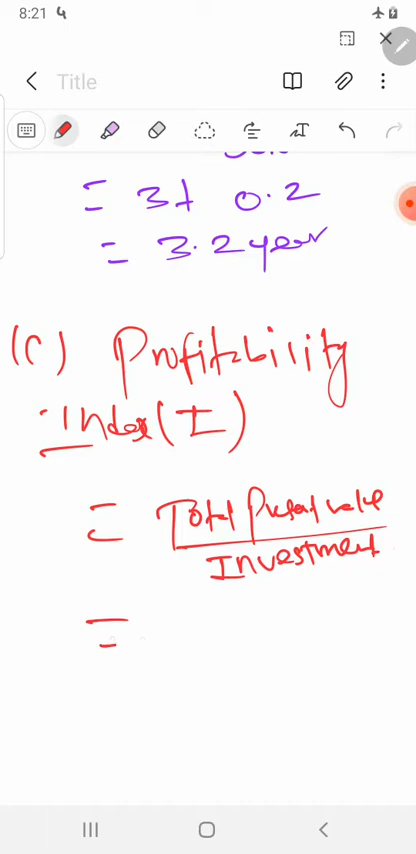 8:21
Title
= 3+ 0.2
= 3.2 year
(C) Profitability
Index (I)
= Total Present value
Investment
=